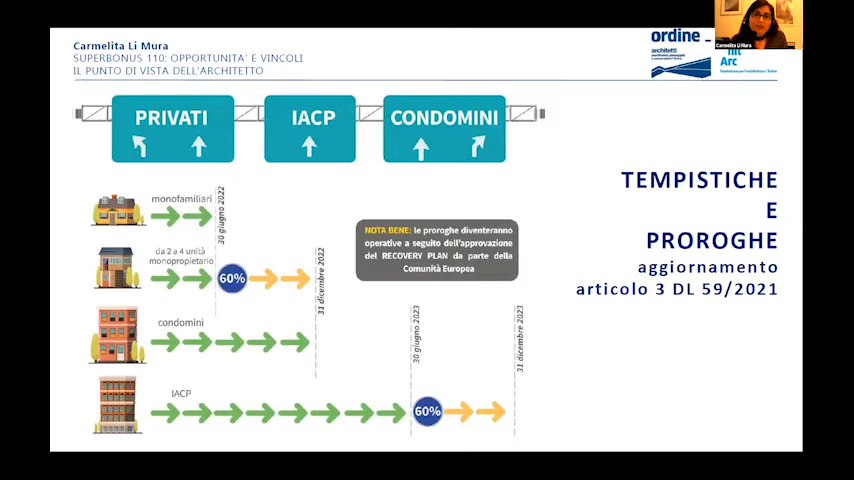 Carmelita Li Mura
SUPERBONUS 110: OPPORTUNITA' E VINCOLI
IL PUNTO DI VISTA DELL'ARCHITETTO
ordine
architetti
Arc
Carmelita Li Mura
PRIVATI
IACP
CONDOMINI
TEMPISTICHE
E
PROROGHE
aggiornamento
articolo 3 DL 59/2021
NOTA BENE: le proroghe diventeranno
operative a seguito dell'approvazione
del RECOVERY PLAN da parte della
Comunità Europea
monofamiliari
30 giugno 2022
da 2 a 4 unità
monopropietario
60%
31 dicembre 2022
condomini
30 giugno 2023
31 dicembre 2023
IACP
60%